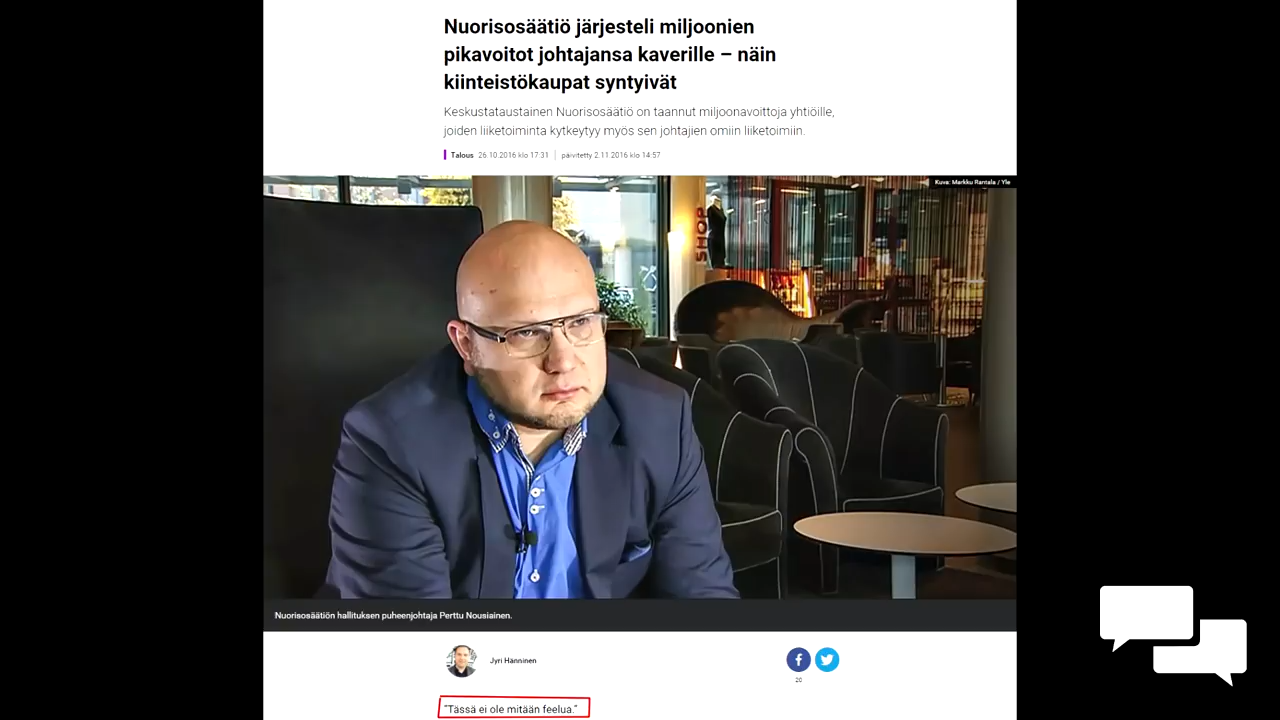 Nuorisosäätiö järjesteli miljoonien
pikavoitot johtajansa kaverille – näin
kiinteistökaupat syntyivät
Keskustataustainen Nuorisosäätiö on taannut miljoonavoittoja yhtiöille,
joiden liiketoiminta kytkeytyy myös sen johtajien omiin liiketoimiin.
Talous 26.10.2016 klo 17:31 päivitetty 2.11.2016 klo 14:57
Kuva: Markku Rantala / Yle
SHOP
Nuorisosäätiön hallituksen puheenjohtaja Perttu Nousiainen.
Jyri Hänninen
20
"Tässä ei ole mitään feelua."